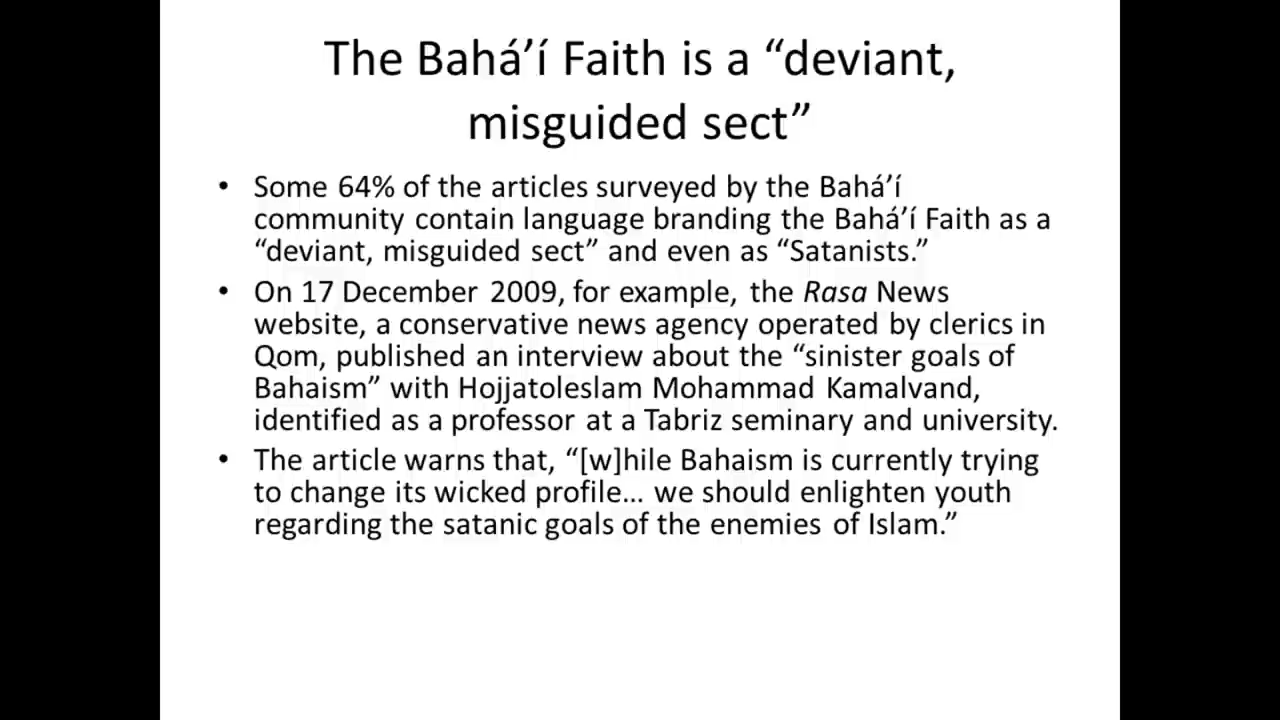 The Bahá’í Faith is a “deviant,
misguided sect”
• Some 64% of the articles surveyed by the Bahá’í
community contain language branding the Bahá’í Faith as a
“deviant, misguided sect” and even as “Satanists.”
• On 17 December 2009, for example, the Rasa News
website, a conservative news agency operated by clerics in
Qom, published an interview about the “sinister goals of
Bahaism” with Hojjatoleslam Mohammad Kamalvand,
identified as a professor at a Tabriz seminary and university.
• The article warns that, “[w]hile Bahaism is currently trying
to change its wicked profile… we should enlighten youth
regarding the satanic goals of the enemies of Islam.”